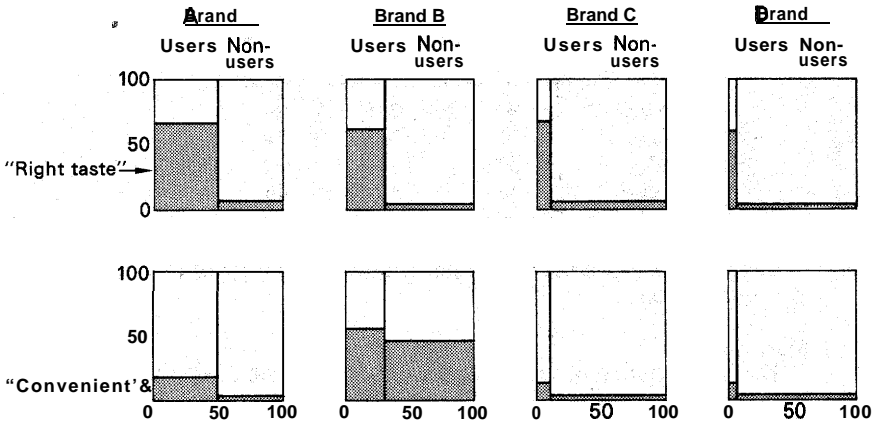 Brand A Brand B Brand C Brand D
Users Non-users Users Non-users Users Non-users Users Non-users
100
50
"Right taste"
0
100
50
"Convenient'&
0 50 100 0 50 100 0 50 100 0 50 100